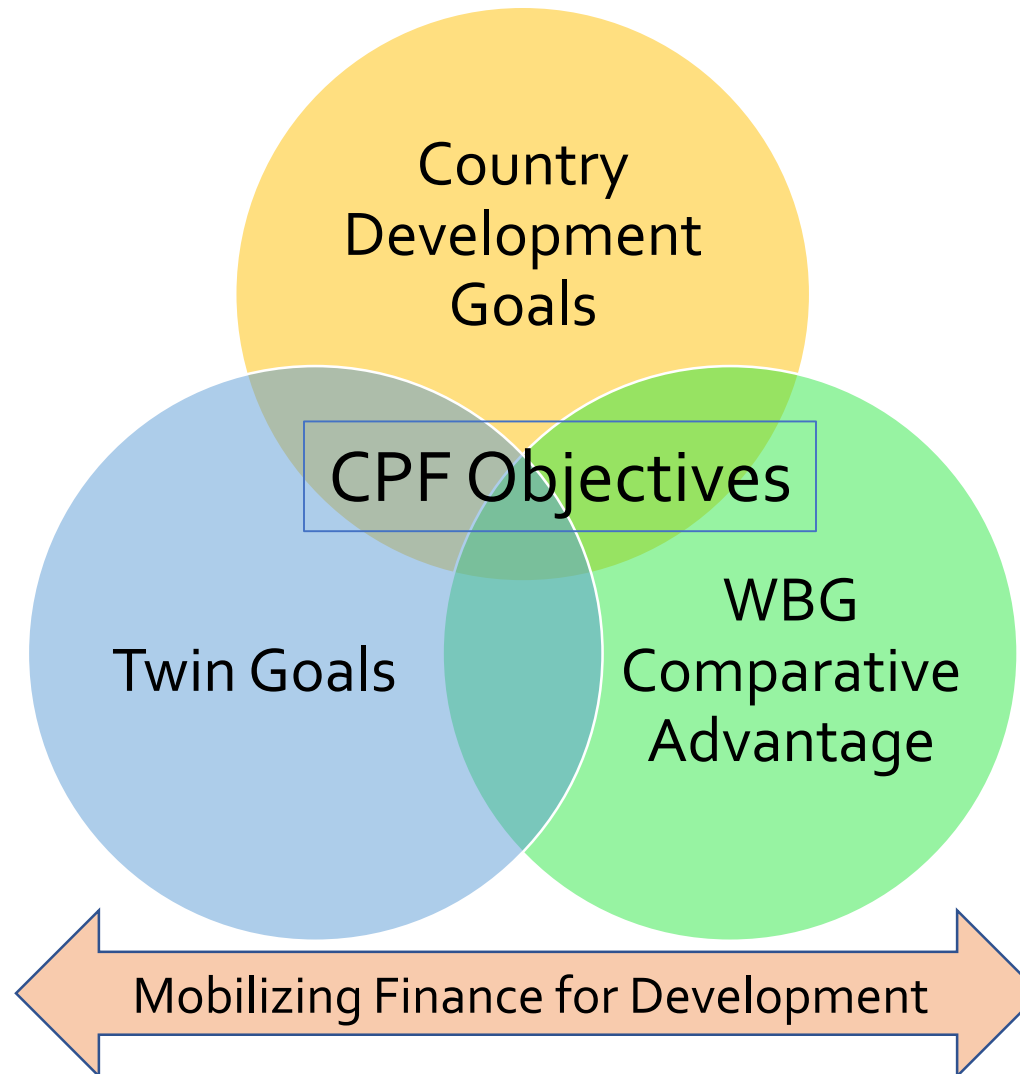 Country
Development
Goals
CPF Objectives
Twin Goals
WBG
Comparative
Advantage
Mobilizing Finance for Development